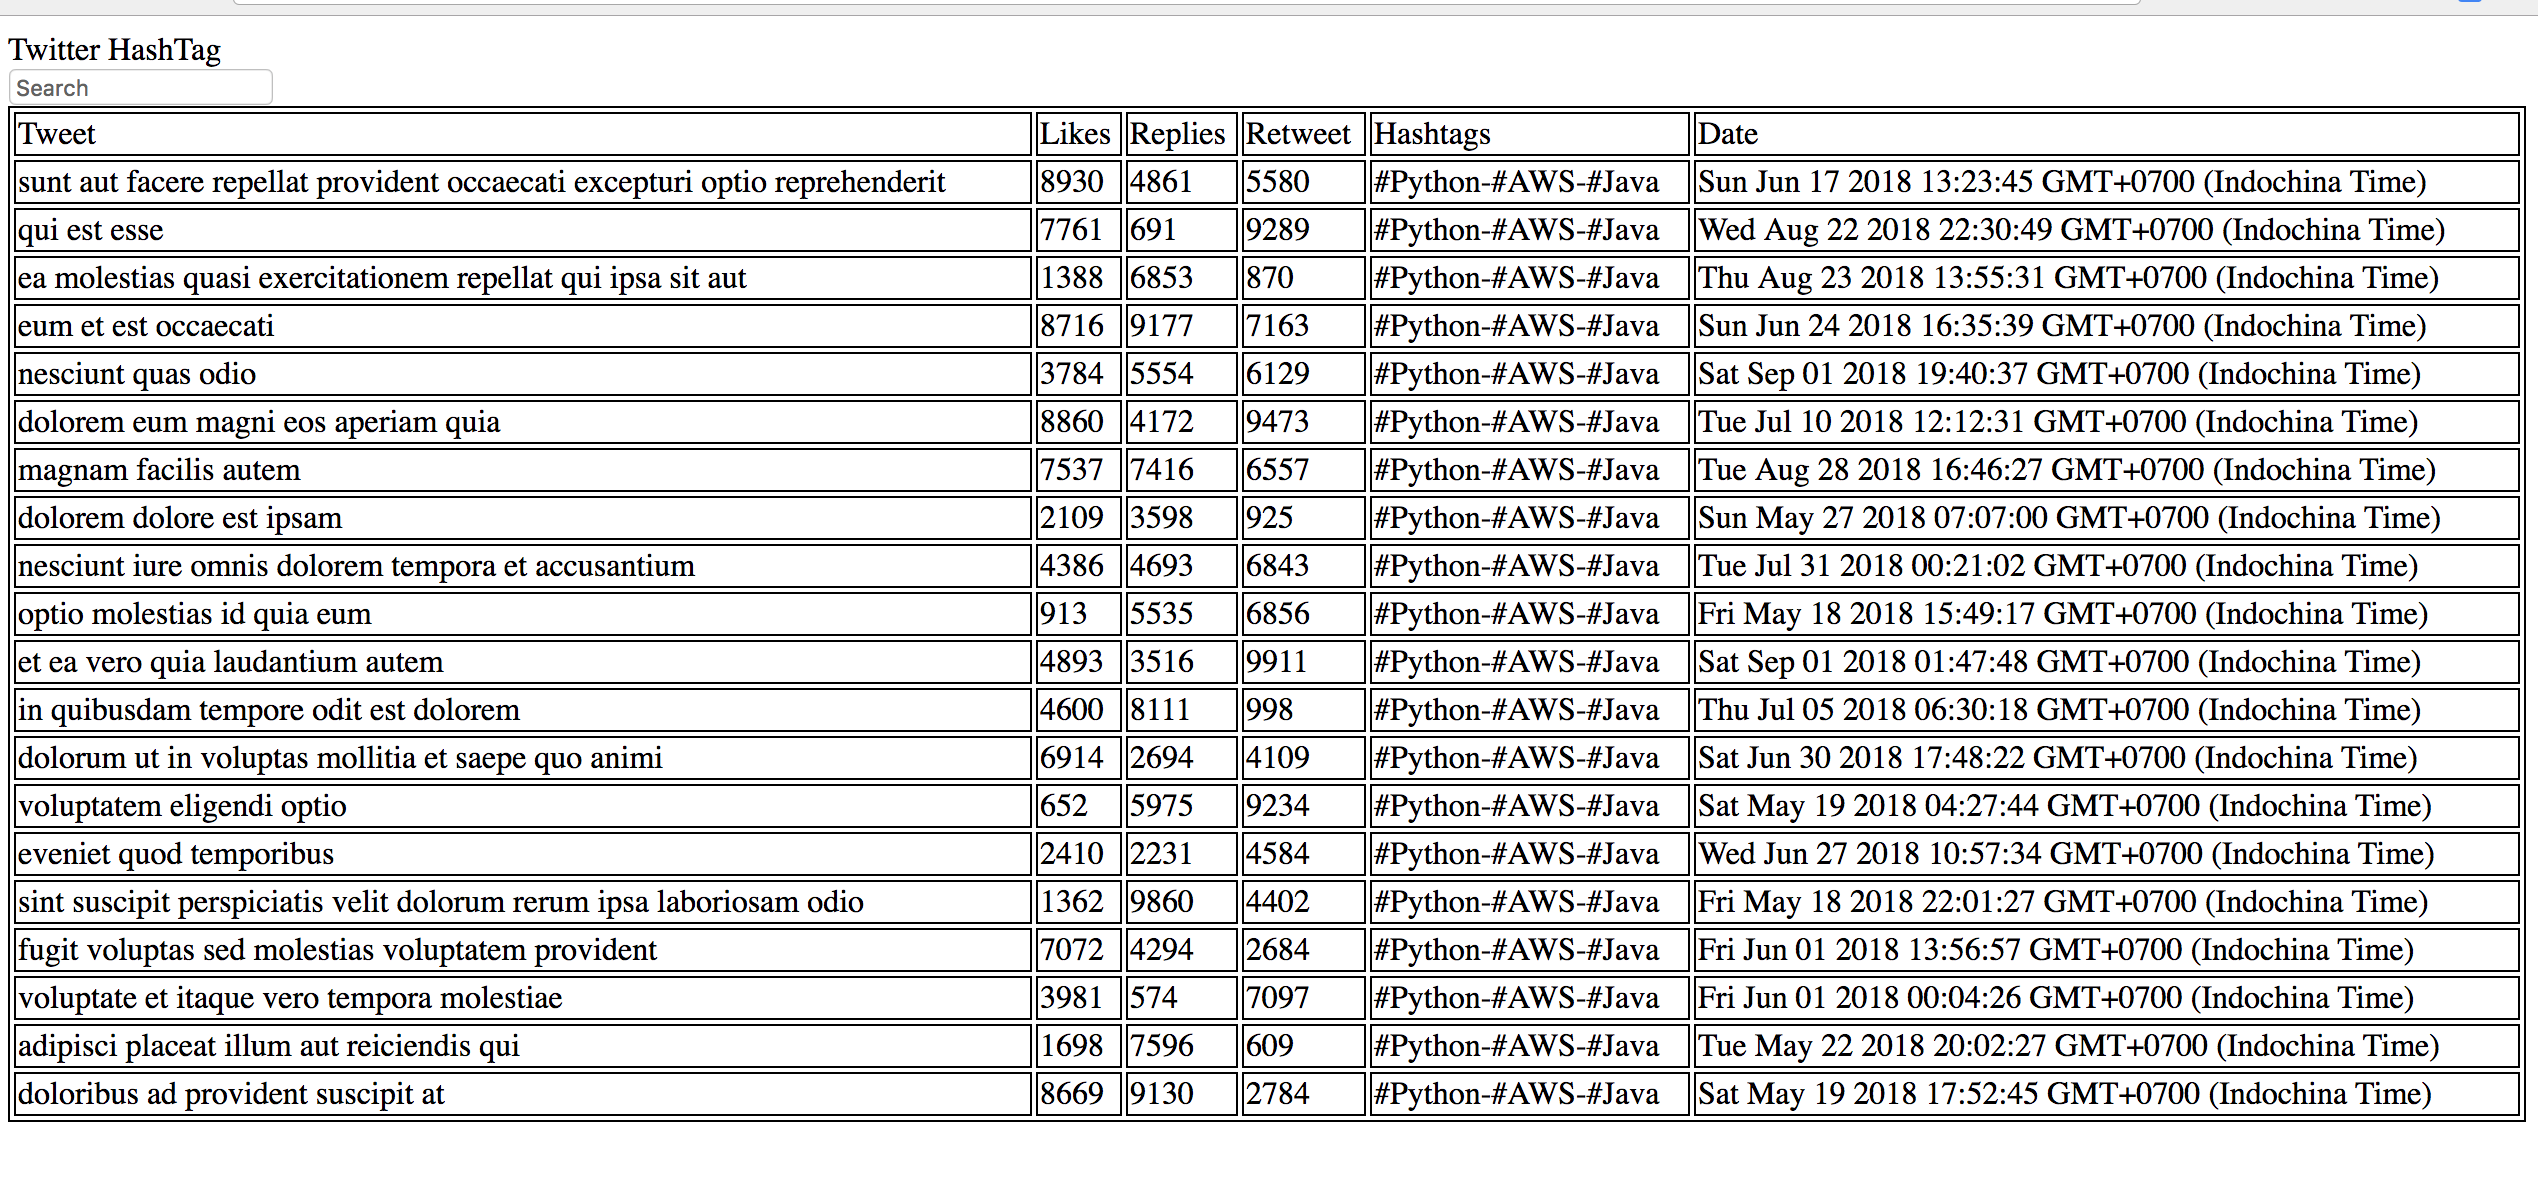 Twitter HashTag
Search
Tweet Likes Replies Retweet Hashtags Date
sunt aut facere repellat provident occaecati excepturi optio reprehenderit 8930 4861 5580 #Python-#AWS-#Java Sun Jun 17 2018 13:23:45 GMT+0700 (Indochina Time)
qui est esse 7761 691 9289 #Python-#AWS-#Java Wed Aug 22 2018 22:30:49 GMT+0700 (Indochina Time)
ea molestias quasi exercitationem repellat qui ipsa sit aut 1388 6853 870 #Python-#AWS-#Java Thu Aug 23 2018 13:55:31 GMT+0700 (Indochina Time)
eum et est occaecati 8716 9177 7163 #Python-#AWS-#Java Sun Jun 24 2018 16:35:39 GMT+0700 (Indochina Time)
nesciunt quas odio 3784 5554 6129 #Python-#AWS-#Java Sat Sep 01 2018 19:40:37 GMT+0700 (Indochina Time)
dolorem eum magni eos aperiam quia 8860 4172 9473 #Python-#AWS-#Java Tue Jul 10 2018 12:12:31 GMT+0700 (Indochina Time)
magnam facilis autem 7537 7416 6557 #Python-#AWS-#Java Tue Aug 28 2018 16:46:27 GMT+0700 (Indochina Time)
dolorem dolore est ipsam 2109 3598 925 #Python-#AWS-#Java Sun May 27 2018 07:07:00 GMT+0700 (Indochina Time)
nesciunt iure omnis dolorem tempora et accusantium 4386 4693 6843 #Python-#AWS-#Java Tue Jul 31 2018 00:21:02 GMT+0700 (Indochina Time)
optio molestias id quia eum 913 5535 6856 #Python-#AWS-#Java Fri May 18 2018 15:49:17 GMT+0700 (Indochina Time)
et ea vero quia laudantium autem 4893 3516 9911 #Python-#AWS-#Java Sat Sep 01 2018 01:47:48 GMT+0700 (Indochina Time)
in quibusdam tempore odit est dolorem 4600 8111 998 #Python-#AWS-#Java Thu Jul 05 2018 06:30:18 GMT+0700 (Indochina Time)
dolorum ut in voluptas mollitia et saepe quo animi 6914 2694 4109 #Python-#AWS-#Java Sat Jun 30 2018 17:48:22 GMT+0700 (Indochina Time)
voluptatem eligendi optio 652 5975 9234 #Python-#AWS-#Java Sat May 19 2018 04:27:44 GMT+0700 (Indochina Time)
eveniet quod temporibus 2410 2231 4584 #Python-#AWS-#Java Wed Jun 27 2018 10:57:34 GMT+0700 (Indochina Time)
sint suscipit perspiciatis velit dolorum rerum ipsa laboriosam odio 1362 9860 4402 #Python-#AWS-#Java Fri May 18 2018 22:01:27 GMT+0700 (Indochina Time)
fugit voluptas sed molestias voluptatem provident 7072 4294 2684 #Python-#AWS-#Java Fri Jun 01 2018 13:56:57 GMT+0700 (Indochina Time)
voluptate et itaque vero tempora molestiae 3981 574 7097 #Python-#AWS-#Java Fri Jun 01 2018 00:04:26 GMT+0700 (Indochina Time)
adipisci placeat illum aut reiciendis qui 1698 7596 609 #Python-#AWS-#Java Tue May 22 2018 20:02:27 GMT+0700 (Indochina Time)
doloribus ad provident suscipit at 8669 9130 2784 #Python-#AWS-#Java Sat May 19 2018 17:52:45 GMT+0700 (Indochina Time)